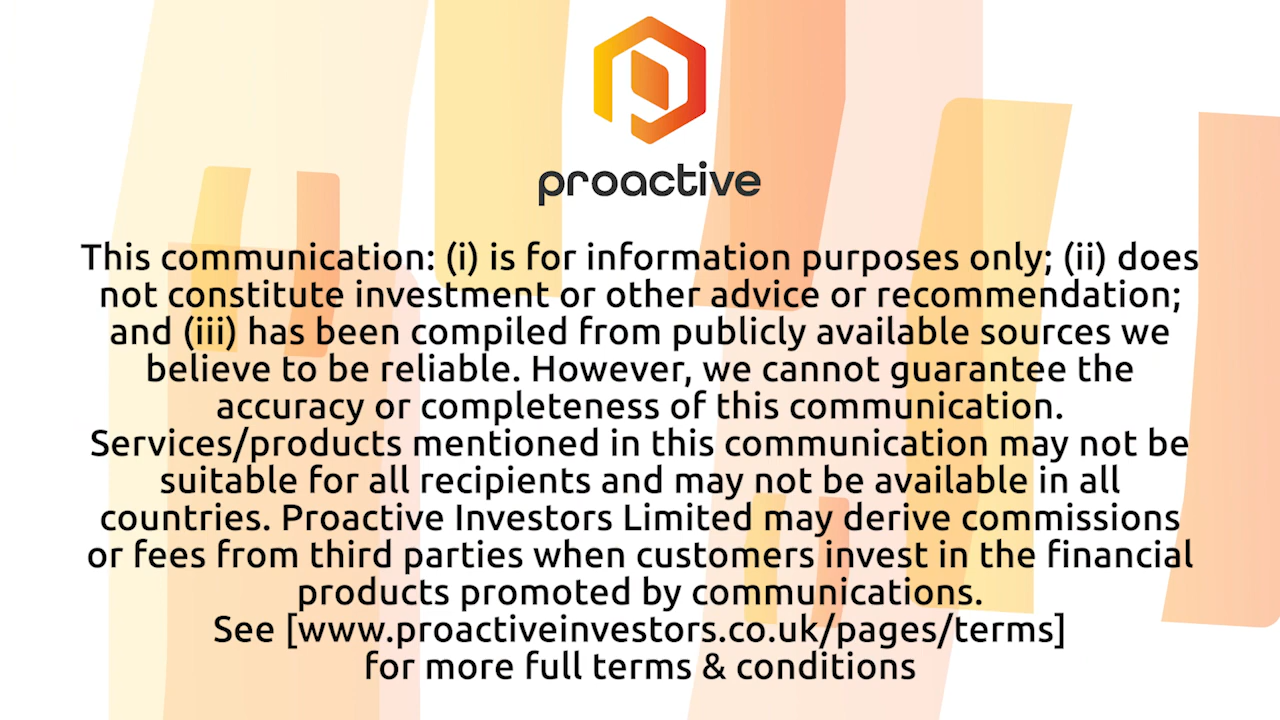 proactive
This communication: (i) is for information purposes only; (ii) does
not constitute investment or other advice or recommendation;
and (iii) has been compiled from publicly available sources we
believe to be reliable. However, we cannot guarantee the
accuracy or completeness of this communication.
Services/products mentioned in this communication may not be
suitable for all recipients and may not be available in all
countries. Proactive Investors Limited may derive commissions
or fees from third parties when customers invest in the financial
products promoted by communications.
See [www.proactiveinvestors.co.uk/pages/terms]
for more full terms & conditions